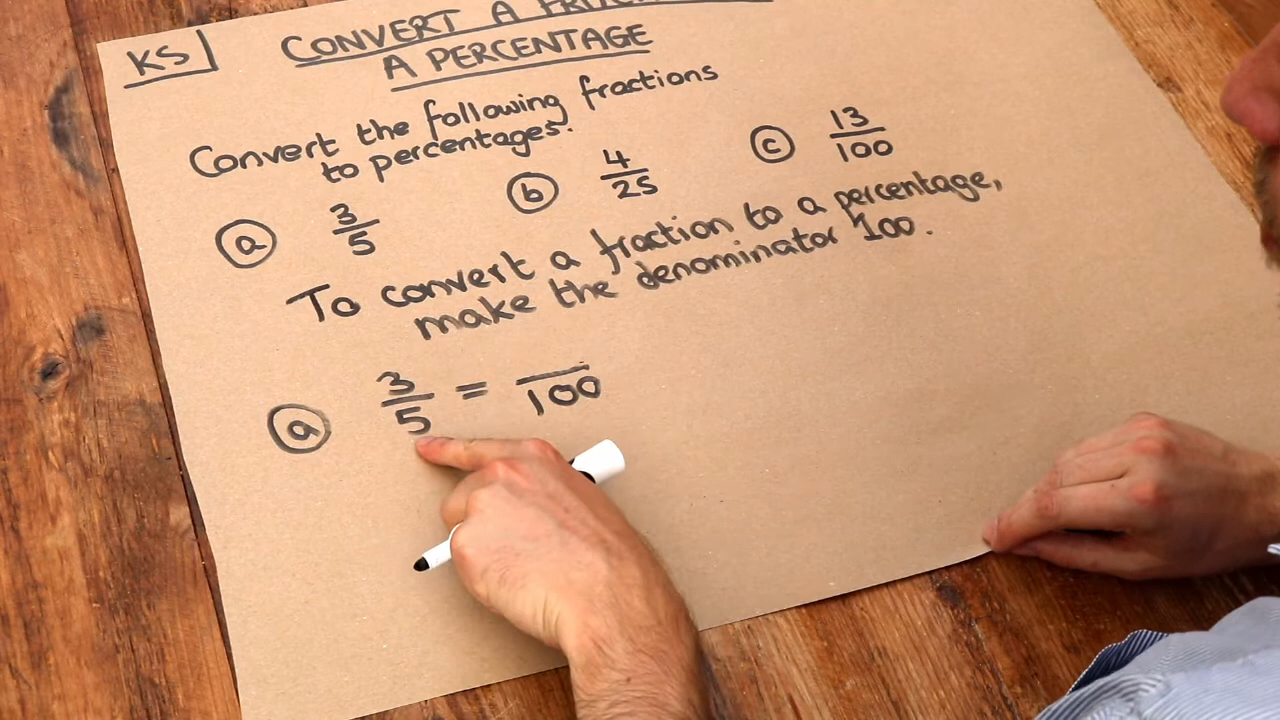 KS1
CONVERT A
A PERCENTAGE
Convert the following fractions
to percentages.
a 3/5 b 4/25 c 13/100
To convert a fraction to a percentage,
make the denominator 100.
a 3/5 = /100